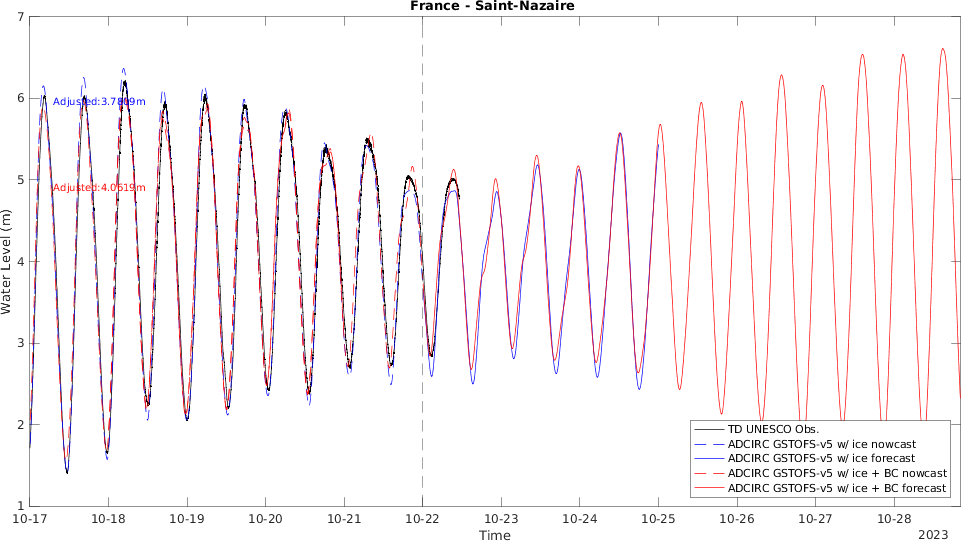 France - Saint-Nazaire
7
6
5
4
3
2
1
Water Level (m)
Adjusted:3.7809m
Adjusted:4.0619m
10-17
10-18
10-19
10-20
10-21
10-22
10-23
10-24
10-25
10-26
10-27
10-28
Time
2023
TD UNESCO Obs.
ADCIRC GSTOFS-v5 w/ ice nowcast
ADCIRC GSTOFS-v5 w/ ice forecast
ADCIRC GSTOFS-v5 w/ ice + BC nowcast
ADCIRC GSTOFS-v5 w/ ice + BC forecast